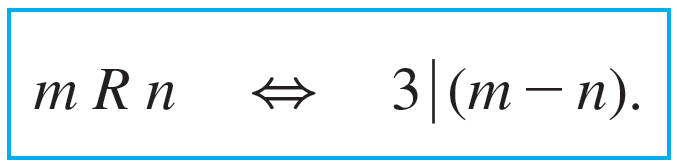 m R n ⇔ 3|(m − n).